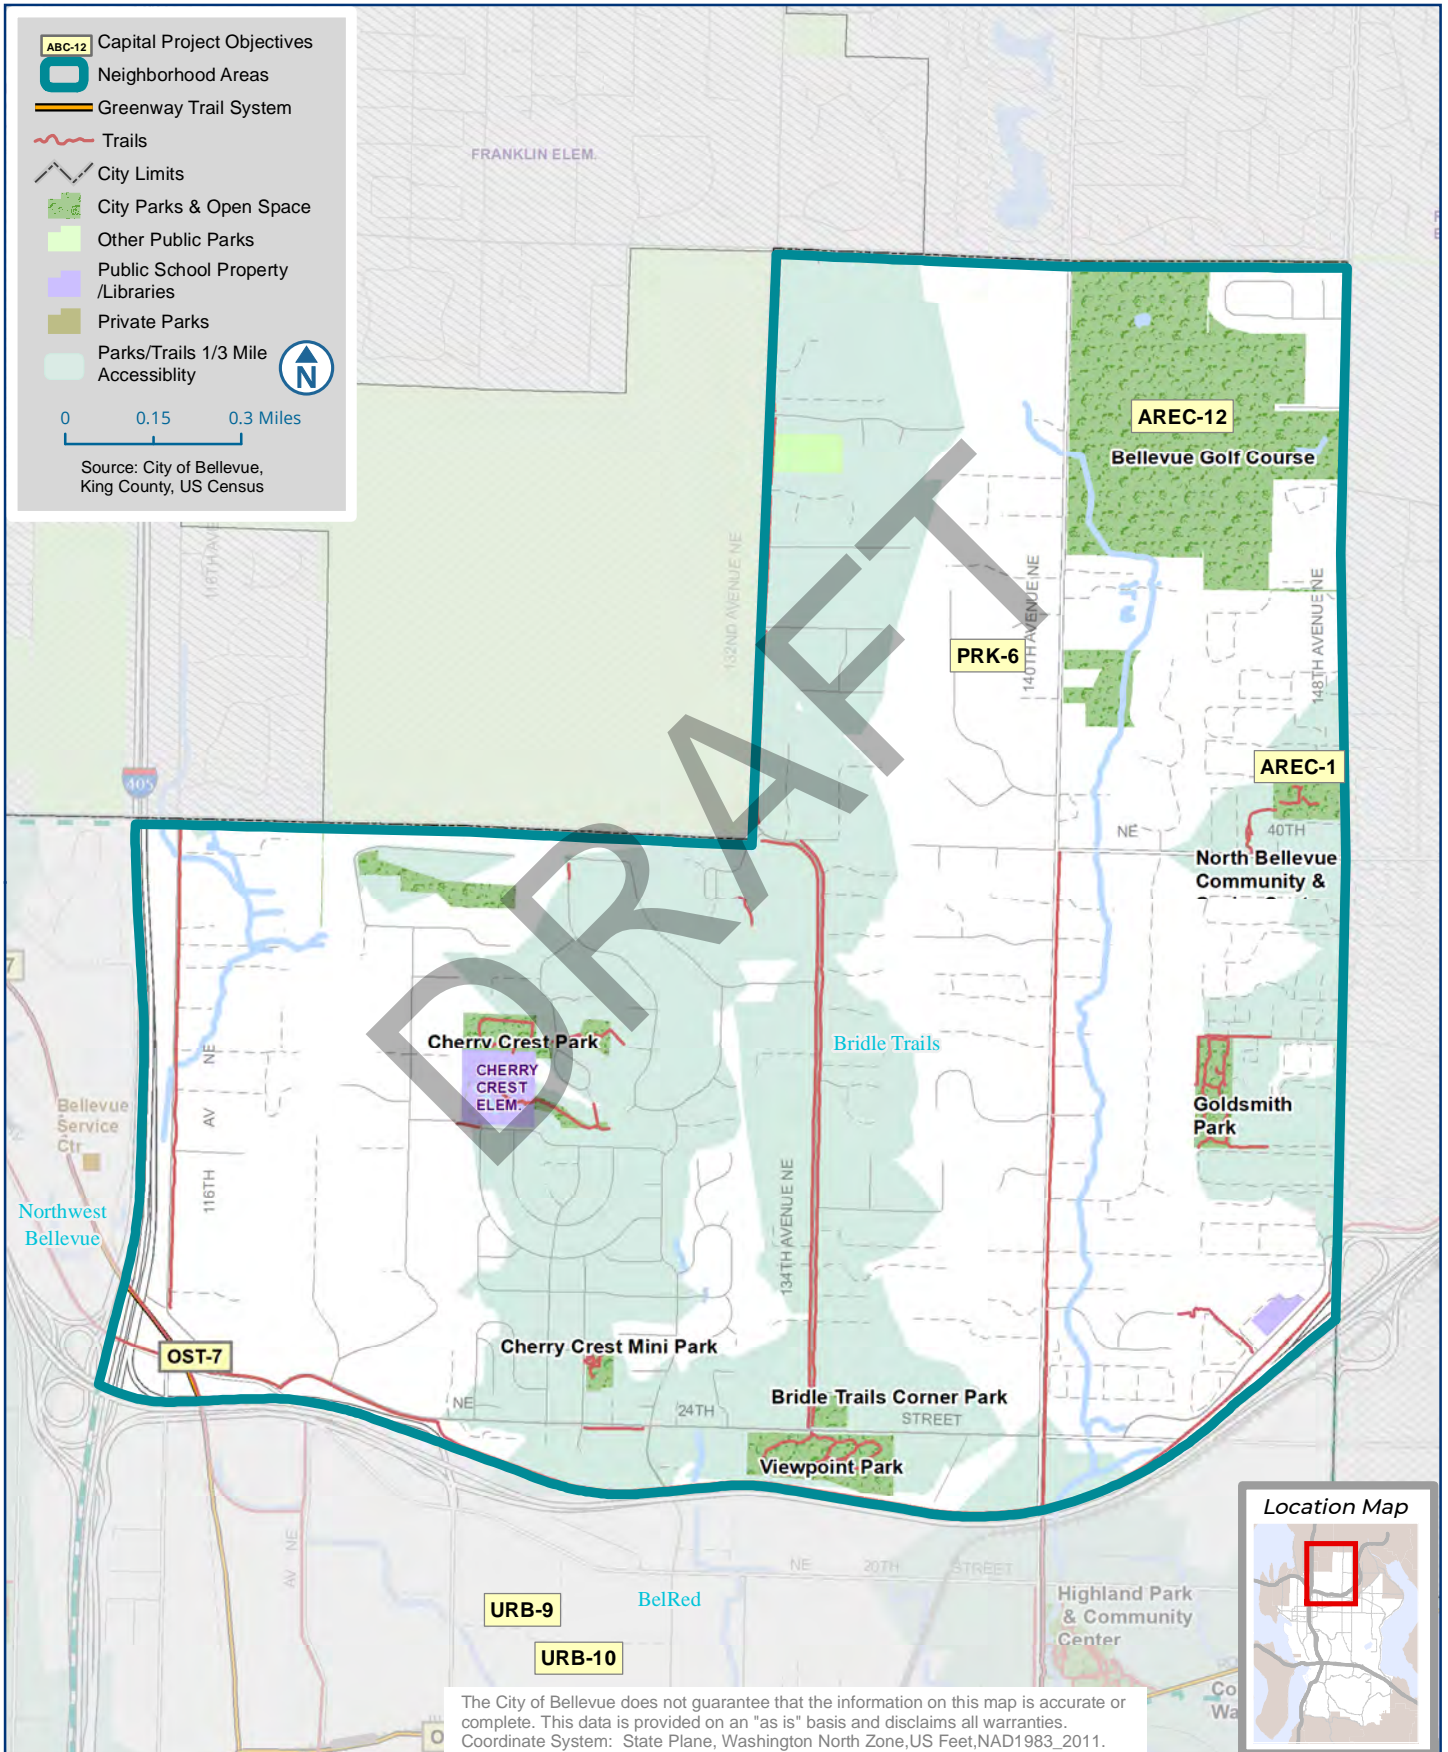 ABC-12 Capital Project Objectives
Neighborhood Areas
Greenway Trail System
Trails
City Limits
City Parks & Open Space
Other Public Parks
Public School Property
/Libraries
Private Parks
Parks/Trails 1/3 Mile
Accessiblity
N
0 0.15 0.3 Miles
Source: City of Bellevue,
King County, US Census
FRANKLIN ELEM.
116TH AVE
132ND AVENUE NE
405
AREC-12
Bellevue Golf Course
140TH AVENUE NE
148TH AVENUE NE
PRK-6
AREC-1
NE 40TH
North Bellevue
Community &
DRAFT
Cherry Crest Park
CHERRY
CREST
ELEM.
Bridle Trails
Goldsmith
Park
Bellevue
Service
Ctr
116TH AV NE
Northwest
Bellevue
134TH AVENUE NE
OST-7
Cherry Crest Mini Park
Bridle Trails Corner Park
NE 24TH STREET
Viewpoint Park
7
AV NE
NE 20TH STREET
URB-9
BelRed
URB-10
Highland Park
& Community
Center
Co
Wa
O
Location Map
The City of Bellevue does not guarantee that the information on this map is accurate or
complete. This data is provided on an "as is" basis and disclaims all warranties.
Coordinate System: State Plane, Washington North Zone,US Feet,NAD1983_2011.